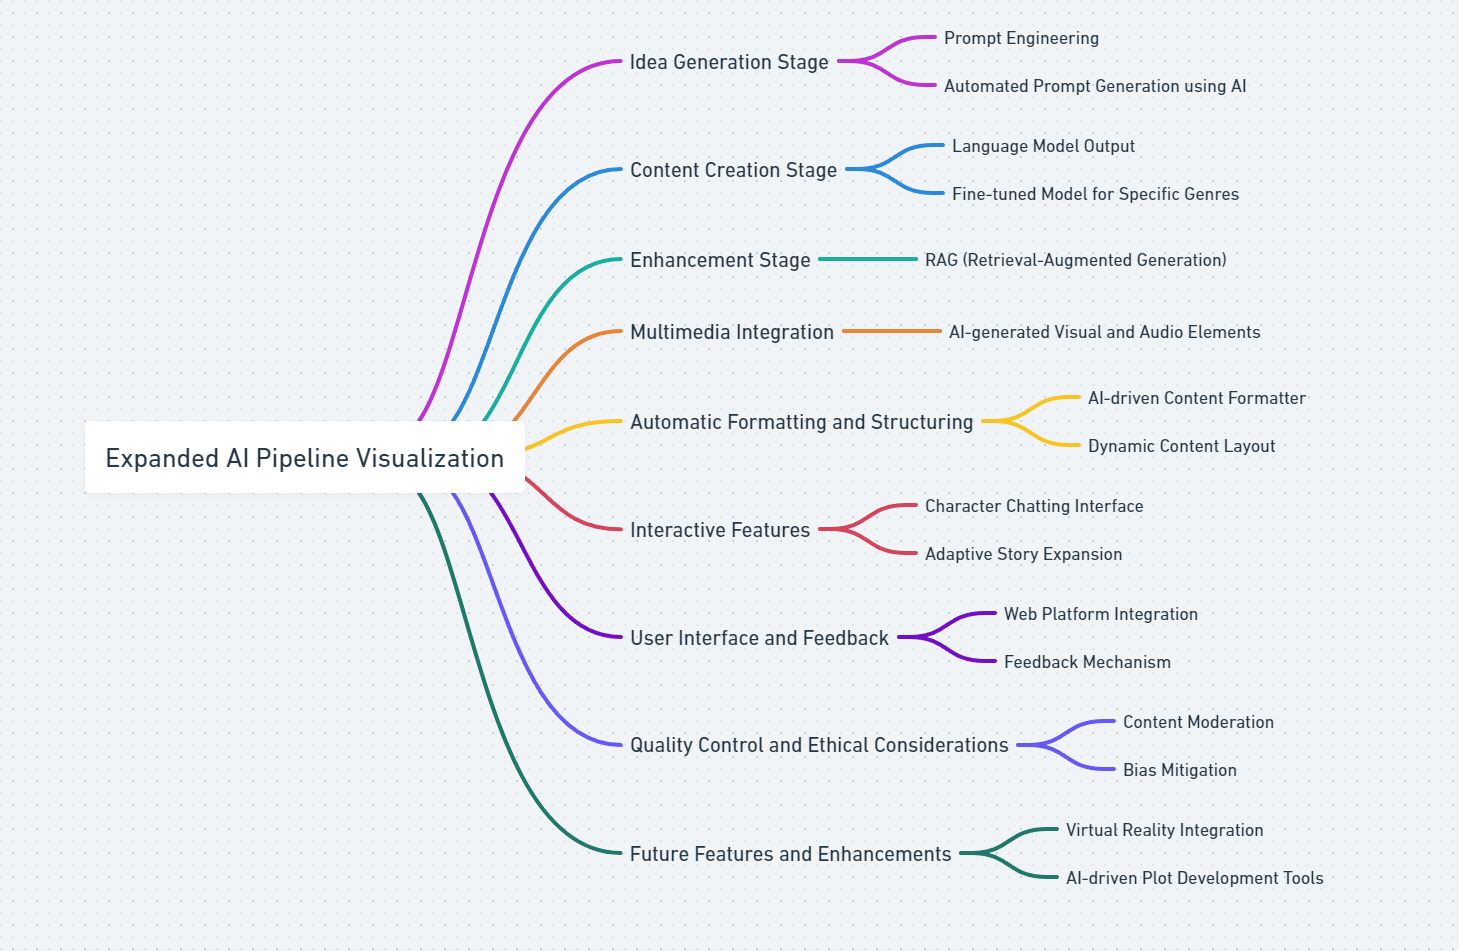 Expanded AI Pipeline Visualization
Idea Generation Stage
Prompt Engineering
Automated Prompt Generation using AI
Content Creation Stage
Language Model Output
Fine-tuned Model for Specific Genres
Enhancement Stage
RAG (Retrieval-Augmented Generation)
Multimedia Integration
AI-generated Visual and Audio Elements
Automatic Formatting and Structuring
AI-driven Content Formatter
Dynamic Content Layout
Interactive Features
Character Chatting Interface
Adaptive Story Expansion
User Interface and Feedback
Web Platform Integration
Feedback Mechanism
Quality Control and Ethical Considerations
Content Moderation
Bias Mitigation
Future Features and Enhancements
Virtual Reality Integration
AI-driven Plot Development Tools